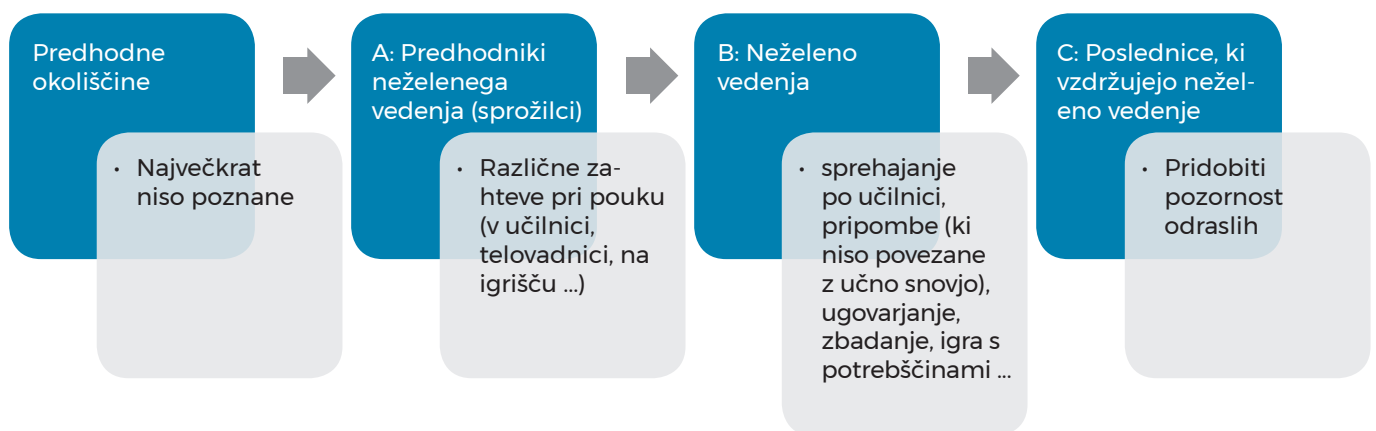 Predhodne
okoliščine
• Največkrat
niso poznane
A: Predhodniki
neželenega
vedenja (sprožilci)
• Različne za-
hteve pri pouku
(v učilnici,
telovadnici, na
igrišču ...)
B: Neželeno
vedenja
• sprehajanje
po učilnici,
pripombe (ki
niso povezane
z učno snovjo),
ugovarjanje,
zbadanje, igra s
potrebščinami ...
C: Poslednice, ki
vzdržujejo nežel-
eno vedenje
• Pridobiti
pozornost
odraslih